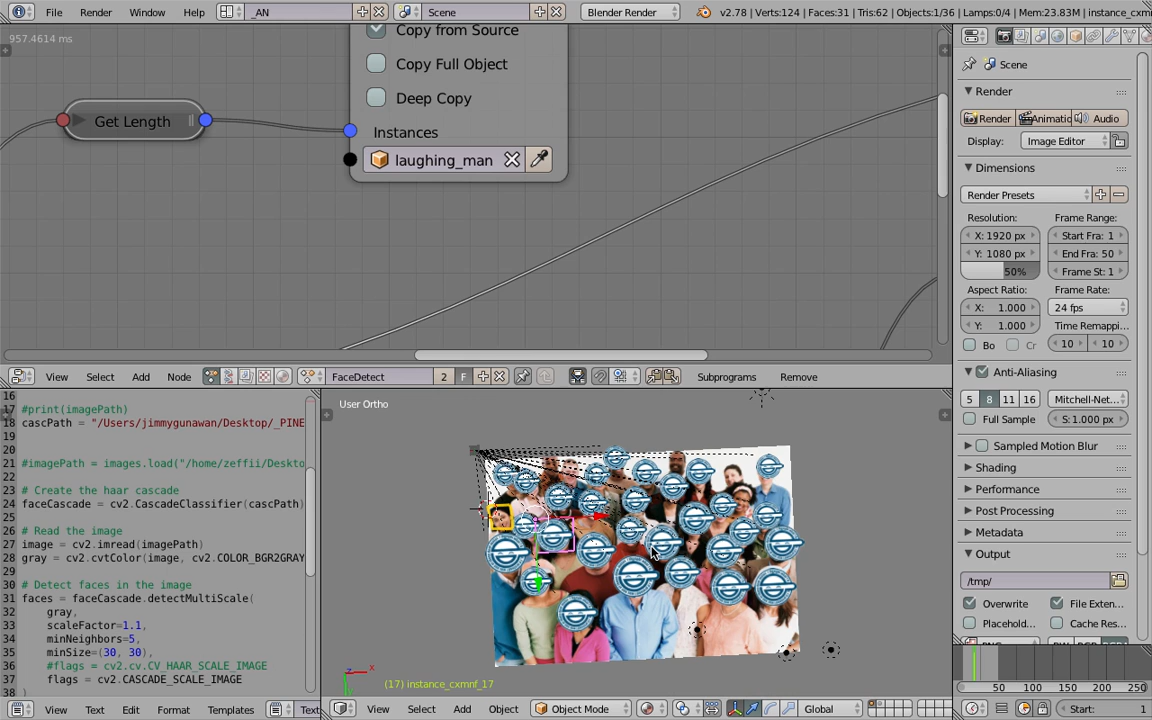 File Render Window Help _AN Scene Blender Render v2.78 | Verts:124 | Faces:31 | Tris:62 | Objects:1/36 | Lamps:0/4 | Mem:23.83M | instance_cxmr
957.4614 ms
Copy from Source
Copy Full Object
Deep Copy
Get Length
Instances
laughing_man
View Select Add Node FaceDetect 2 F Subprograms Remove
16
17 #print(imagePath)
18 cascPath = "/Users/jimmygunawan/Desktop/_PINE
19
20
21 #imagePath = images.load("/home/zeffii/Deskto
22
23 # Create the haar cascade
24 faceCascade = cv2.CascadeClassifier(cascPath)
25
26 # Read the image
27 image = cv2.imread(imagePath)
28 gray = cv2.cvtColor(image, cv2.COLOR_BGR2GRAY
29
30 # Detect faces in the image
31 faces = faceCascade.detectMultiScale(
32 gray,
33 scaleFactor=1.1,
34 minNeighbors=5,
35 minSize=(30, 30),
36 #flags = cv2.cv.CV_HAAR_SCALE_IMAGE
37 flags = cv2.CASCADE_SCALE_IMAGE
38 )
View Text Edit Format Templates Text
User Ortho
x
z
(17) instance_cxmnf_17
View Select Add Object Object Mode Global
Scene
Render
Render Animatic Audio
Display: Image Editor
Dimensions
Render Presets
Resolution: Frame Range:
X: 1920 px Start Fra: 1
Y: 1080 px End Fra: 50
50% Frame St: 1
Aspect Ratio: Frame Rate:
X: 1.000 24 fps
Y: 1.000 Time Remappi...
Bo Cr 10 10
Anti-Aliasing
5 8 11 16 Mitchell-Net...
Full Sample S: 1.000 px
Sampled Motion Blur
Shading
Performance
Post Processing
Metadata
Output
/tmp/
Overwrite File Exten...
Placehold... Cache Res...
50 100 150 200 250
Start: 1